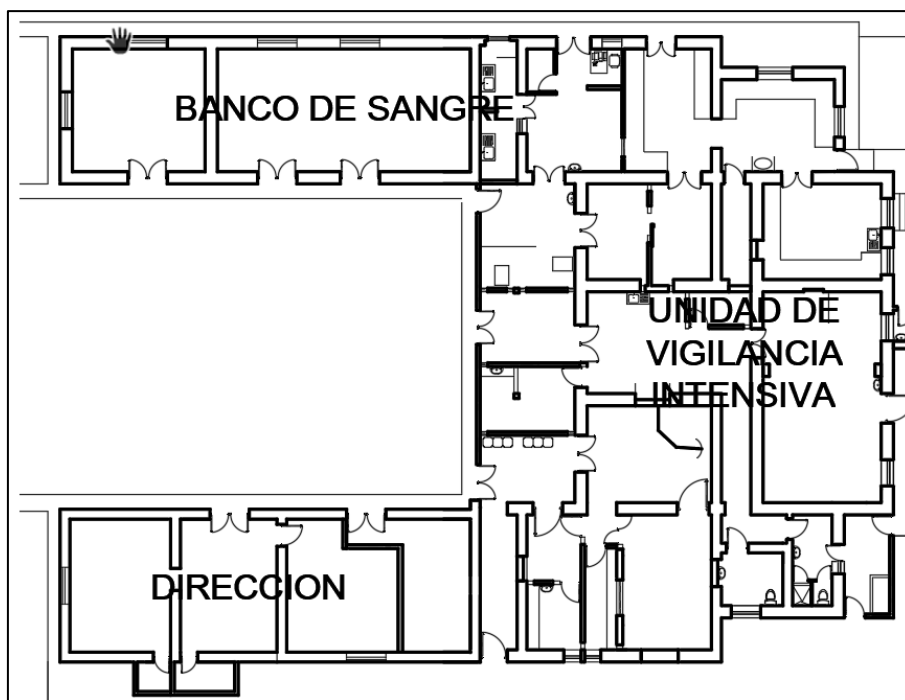 BANCO DE SANGRE
UNIDAD DE
VIGILANCIA
INTENSIVA
DIRECCION